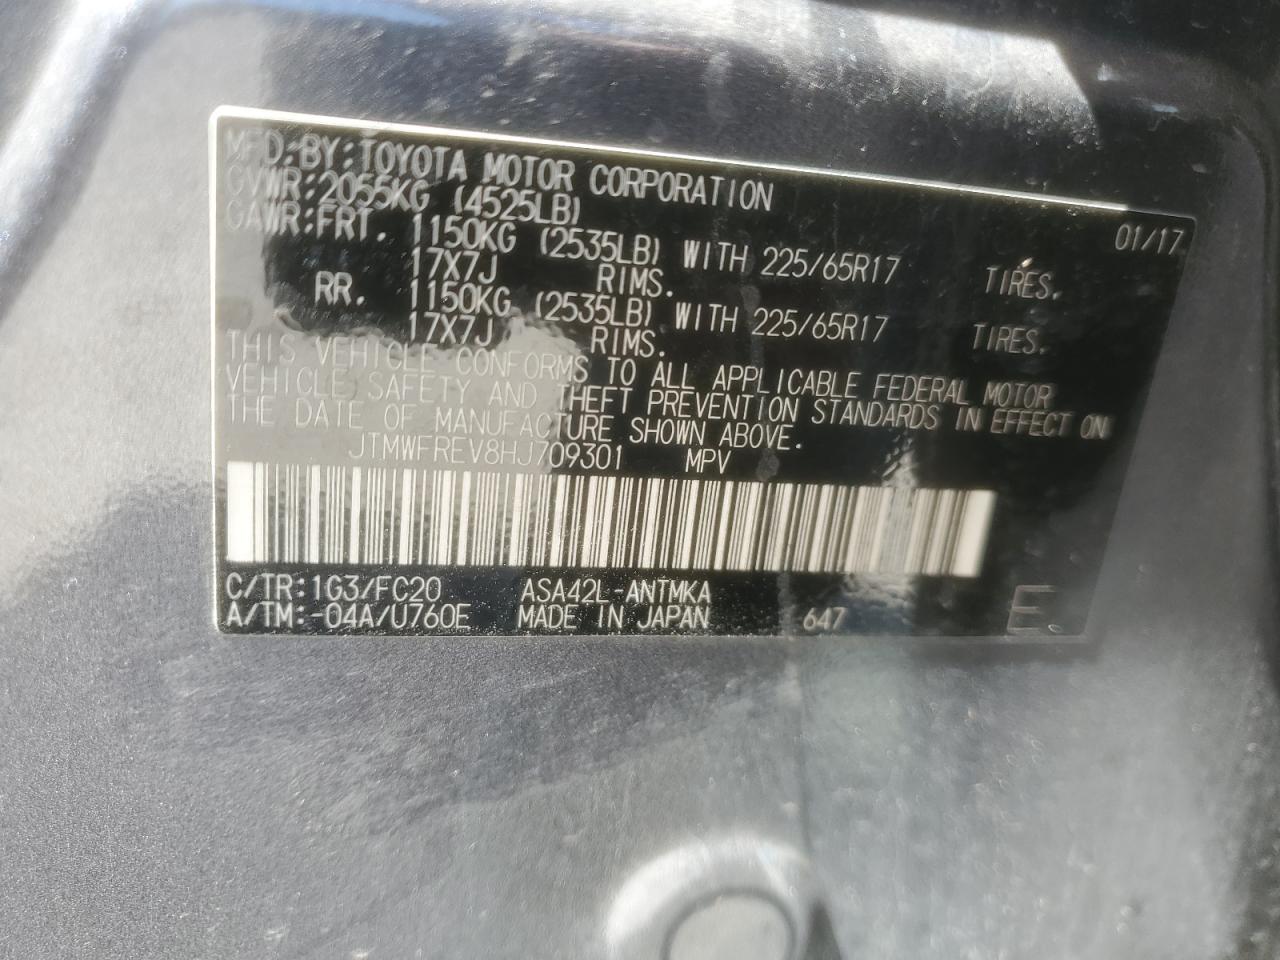 MFD.BY:TOYOTA MOTOR CORPORATION 01/17
GVWR:2055KG (4525LB)
GAWR:FRT. 1150KG (2535LB) WITH 225/65R17 TIRES.
17X7J RIMS.
RR. 1150KG (2535LB) WITH 225/65R17 TIRES.
17X7J RIMS.
THIS VEHICLE CONFORMS TO ALL APPLICABLE FEDERAL MOTOR
VEHICLE SAFETY AND THEFT PREVENTION STANDARDS IN EFFECT ON
THE DATE OF MANUFACTURE SHOWN ABOVE.
JTMWFREV8HJ709301 MPV
C/TR:1G3/FC20 ASA42L-ANTMKA
A/TM:-04A/U760E MADE IN JAPAN 647 E.